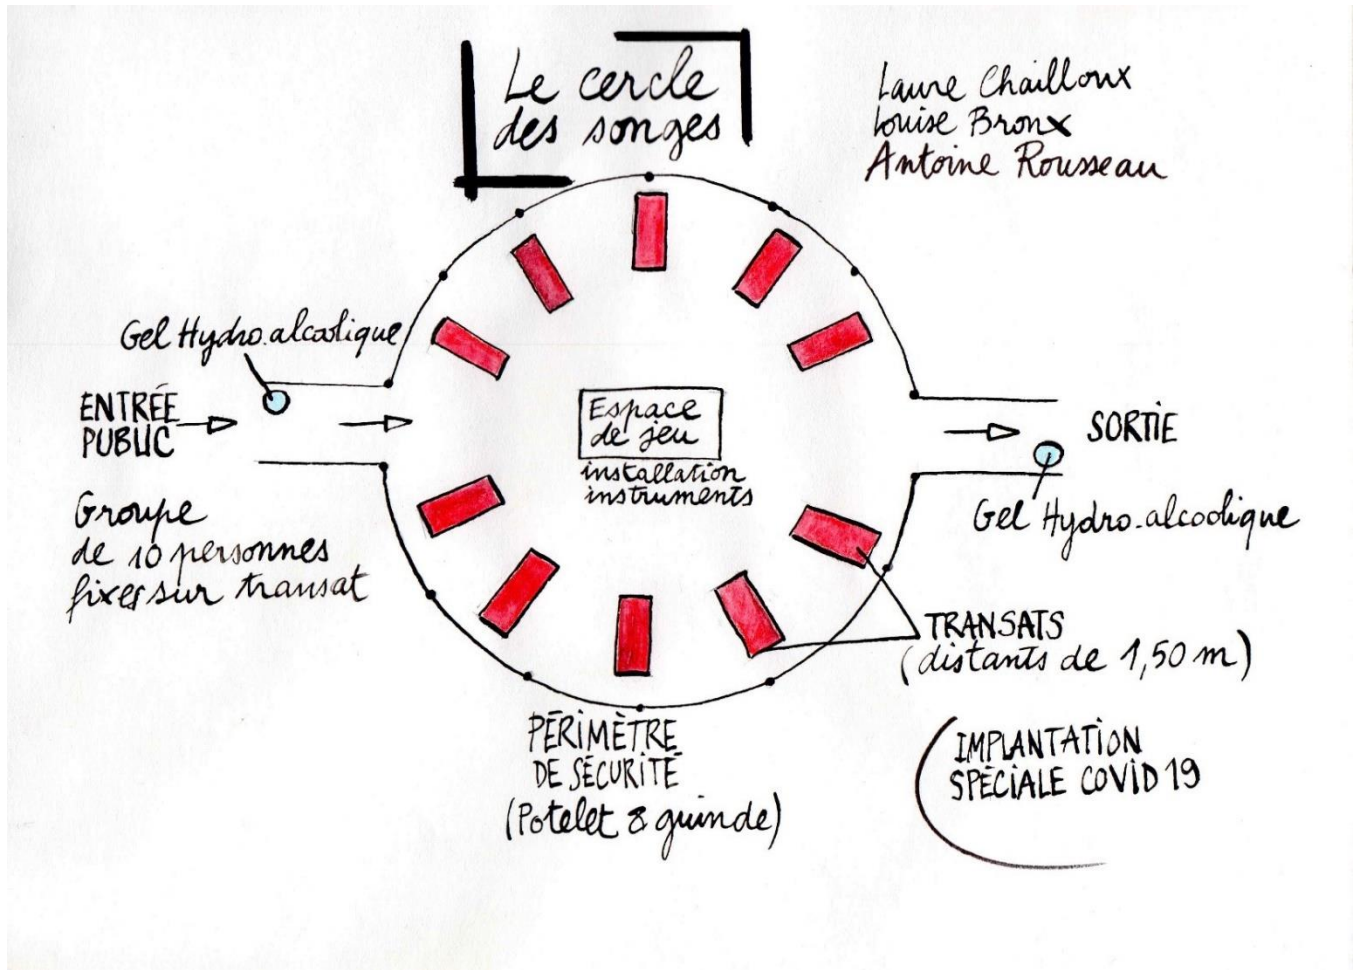 Le cercle
des songes
Laure Chailloux
Louise Bronx
Antoine Rousseau
Gel Hydro.alcoolique
ENTRÉE
PUBLIC
Groupe
de 10 personnes
fixes sur transat
Espace
de jeu
installation
instruments
SORTIE
Gel Hydro.alcoolique
TRANSATS
(distants de 1,50 m)
PÉRIMÈTRE
DE SÉCURITÉ
(Potelet & guinde)
IMPLANTATION
SPÉCIALE COVID 19